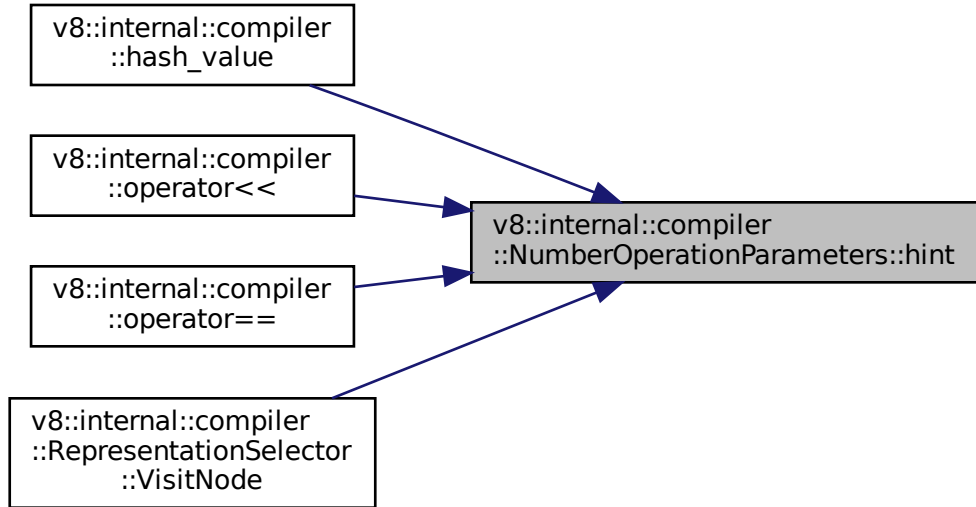 v8::internal::compiler
::hash_value
v8::internal::compiler
::operator<<
v8::internal::compiler
::NumberOperationParameters::hint
v8::internal::compiler
::operator==
v8::internal::compiler
::RepresentationSelector
::VisitNode